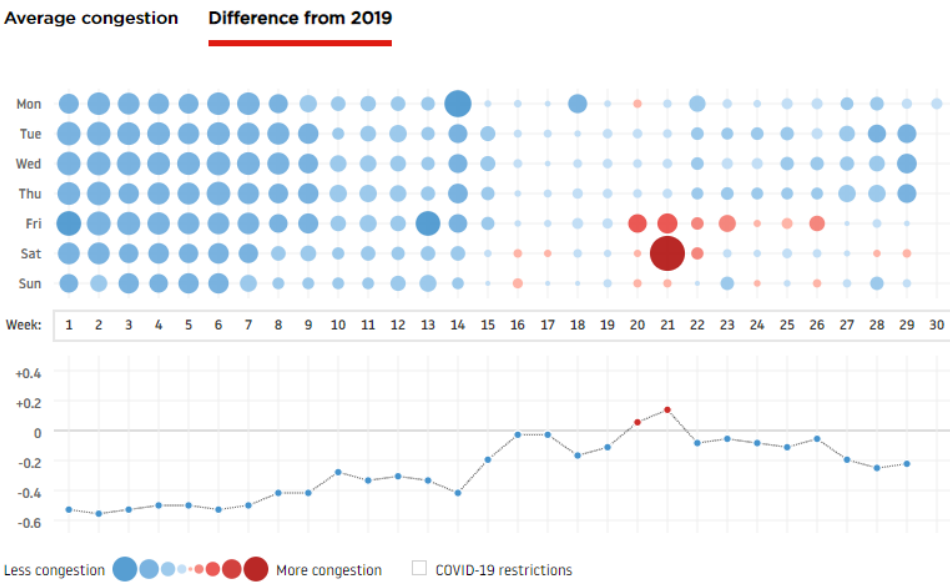 Average congestion Difference from 2019
Mon
Tue
Wed
Thu
Fri
Sat
Sun
Week: 1 2 3 4 5 6 7 8 9 10 11 12 13 14 15 16 17 18 19 20 21 22 23 24 25 26 27 28 29 30
+0.4
+0.2
0
-0.2
-0.4
-0.6
Less congestion More congestion COVID-19 restrictions